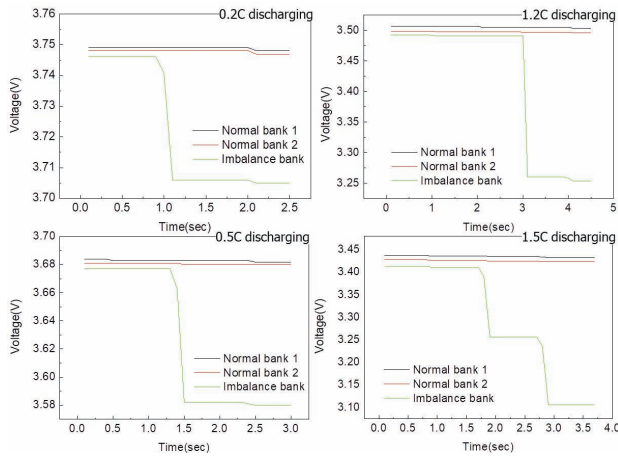 0.2C discharging
3.76
3.75
3.74
3.73
3.72
3.71
3.70
Voltage(V)
Normal bank 1
Normal bank 2
Imbalance bank
0.0 0.5 1.0 1.5 2.0 2.5
Time(sec)
1.2C discharging
3.50
3.45
3.40
3.35
3.30
3.25
Voltage(V)
Normal bank 1
Normal bank 2
Imbalance bank
0 1 2 3 4 5
Time(sec)
0.5C discharging
3.70
3.68
3.66
3.64
3.62
3.60
3.58
Voltage(V)
Normal bank 1
Normal bank 2
Imbalance bank
0.0 0.5 1.0 1.5 2.0 2.5 3.0
Time(sec)
1.5C discharging
3.45
3.40
3.35
3.30
3.25
3.20
3.15
3.10
Voltage(V)
Normal bank 1
Normal bank 2
Imbalance bank
0.0 0.5 1.0 1.5 2.0 2.5 3.0 3.5 4.0
Time(sec)